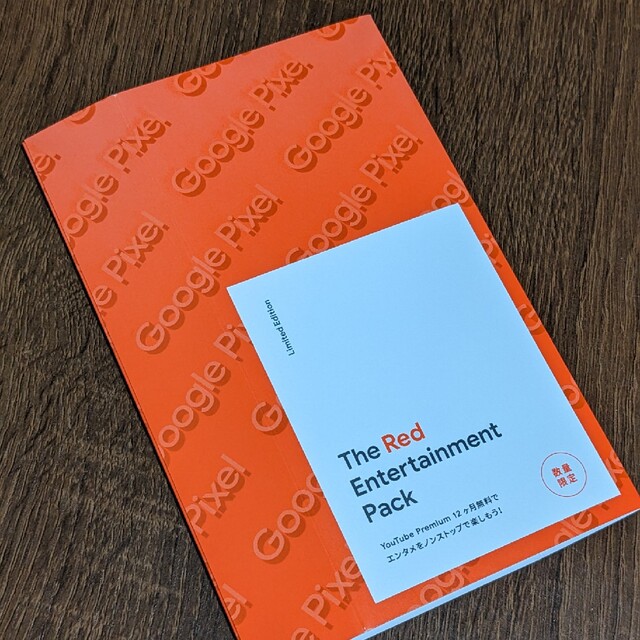 Google Pixel
Google Pixel
Google Pixel
Google Pixel
Google Pixel
Limited Edition
The Red
Entertainment
Pack
YouTube Premium 12ヶ月無料で
エンタメをノンストップで楽しもう!
数量
限定